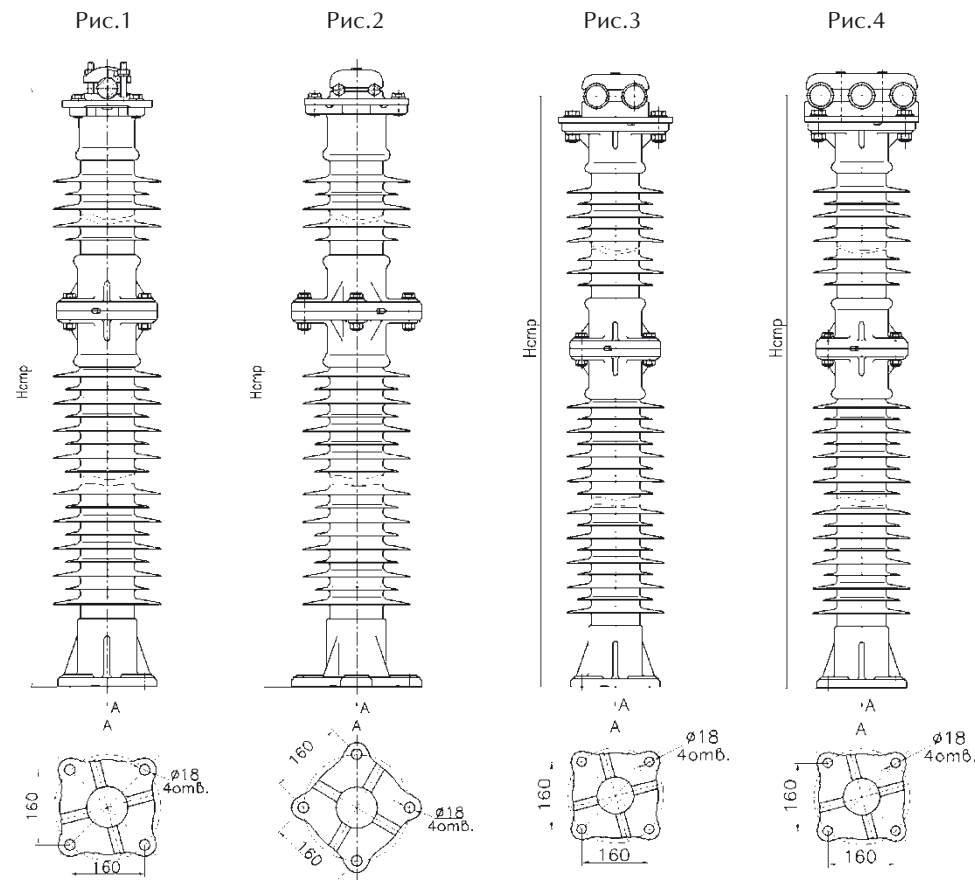 Рис.1
Рис.2
Рис.3
Рис.4
Нстр
Нстр
Нстр
Нстр
А
А
А
А
А
А
А
А
160
160
ø18
4отв.
160
160
ø18
4отв.
160
160
ø18
4отв.
160
160
ø18
4отв.